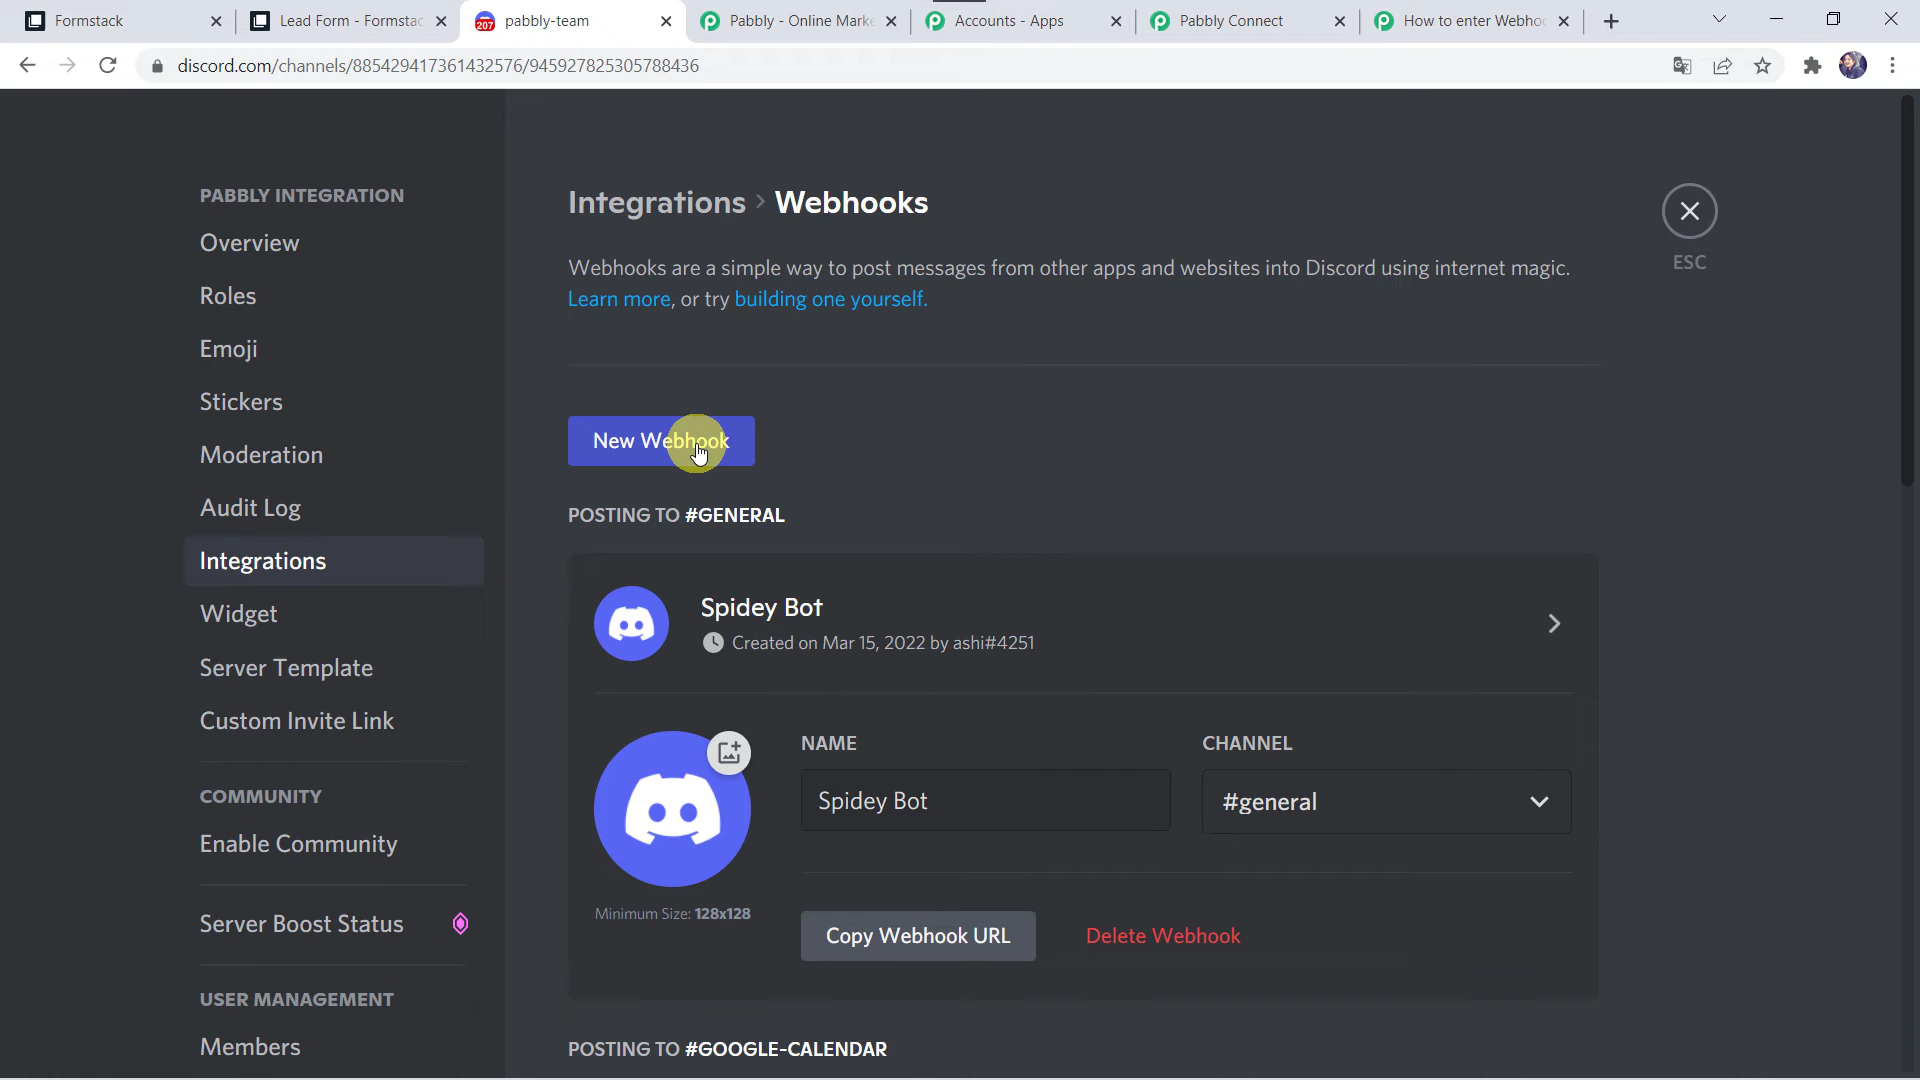 Formstack
Lead Form - Formstac
207
pabbly-team
Pabbly - Online Marke
Accounts - Apps
Pabbly Connect
How to enter Webhoo
discord.com/channels/885429417361432576/945927825305788436
PABBLY INTEGRATION
Overview
Roles
Emoji
Stickers
Moderation
Audit Log
Integrations
Widget
Server Template
Custom Invite Link
COMMUNITY
Enable Community
Server Boost Status
USER MANAGEMENT
Members
Integrations > Webhooks
ESC
Webhooks are a simple way to post messages from other apps and websites into Discord using internet magic.
Learn more, or try building one yourself.
New Webhook
POSTING TO #GENERAL
Spidey Bot
Created on Mar 15, 2022 by ashi#4251
NAME
CHANNEL
Spidey Bot
#general
Minimum Size: 128x128
Copy Webhook URL
Delete Webhook
POSTING TO #GOOGLE-CALENDAR